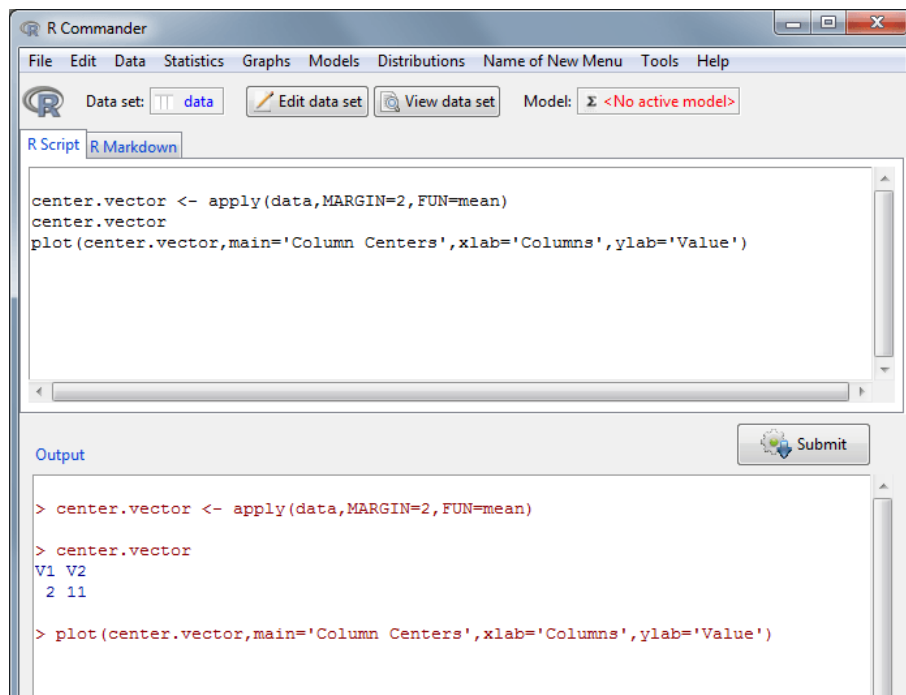 R Commander
File Edit Data Statistics Graphs Models Distributions Name of New Menu Tools Help
R Data set: data Edit data set View data set Model: Σ <No active model>
R Script R Markdown
center.vector <- apply(data,MARGIN=2,FUN=mean)
center.vector
plot(center.vector,main='Column Centers',xlab='Columns',ylab='Value')
Submit
Output
> center.vector <- apply(data,MARGIN=2,FUN=mean)
> center.vector
V1 V2
2 11
> plot(center.vector,main='Column Centers',xlab='Columns',ylab='Value')